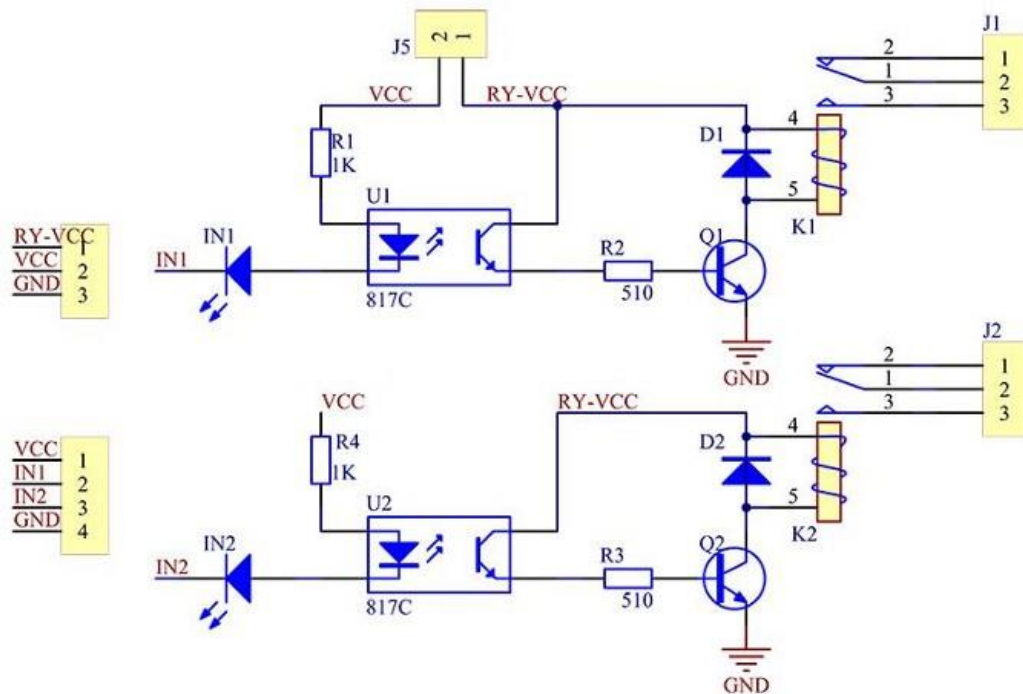 J5
2 1
VCC
RY-VCC
R1
1K
U1
817C
IN1
IN1
RY-VCC 1
VCC 2
GND 3
R2
510
Q1
D1
4
5
K1
GND
J1
2 1
1 2
3 3
VCC
R4
1K
U2
817C
IN2
IN2
VCC 1
IN1 2
IN2 3
GND 4
RY-VCC
R3
510
Q2
D2
4
5
K2
GND
J2
2 1
1 2
3 3